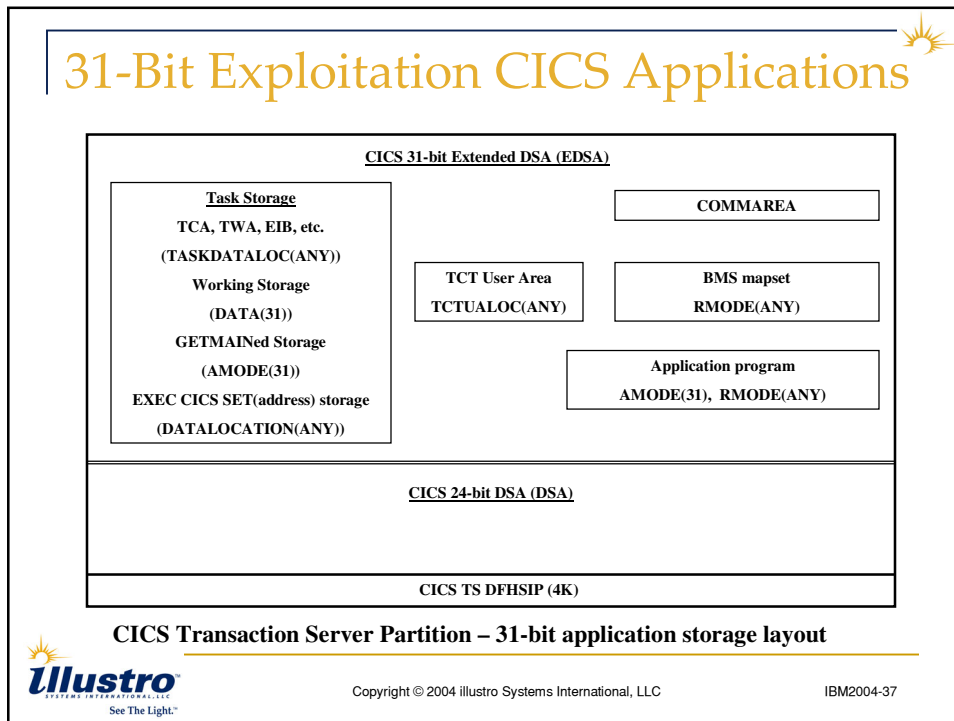 31-Bit Exploitation CICS Applications
CICS 31-bit Extended DSA (EDSA)
Task Storage
TCA, TWA, EIB, etc.
(TASKDATALOC(ANY))
Working Storage
(DATA(31))
GETMAINed Storage
(AMODE(31))
EXEC CICS SET(address) storage
(DATALOCATION(ANY))
TCT User Area
TCTUALOC(ANY)
COMMAREA
BMS mapset
RMODE(ANY)
Application program
AMODE(31), RMODE(ANY)
CICS 24-bit DSA (DSA)
CICS TS DFHSIP (4K)
CICS Transaction Server Partition – 31-bit application storage layout
illustro
SYSTEMS INTERNATIONAL, LLC
See The Light.™
Copyright © 2004 illustro Systems International, LLC
IBM2004-37